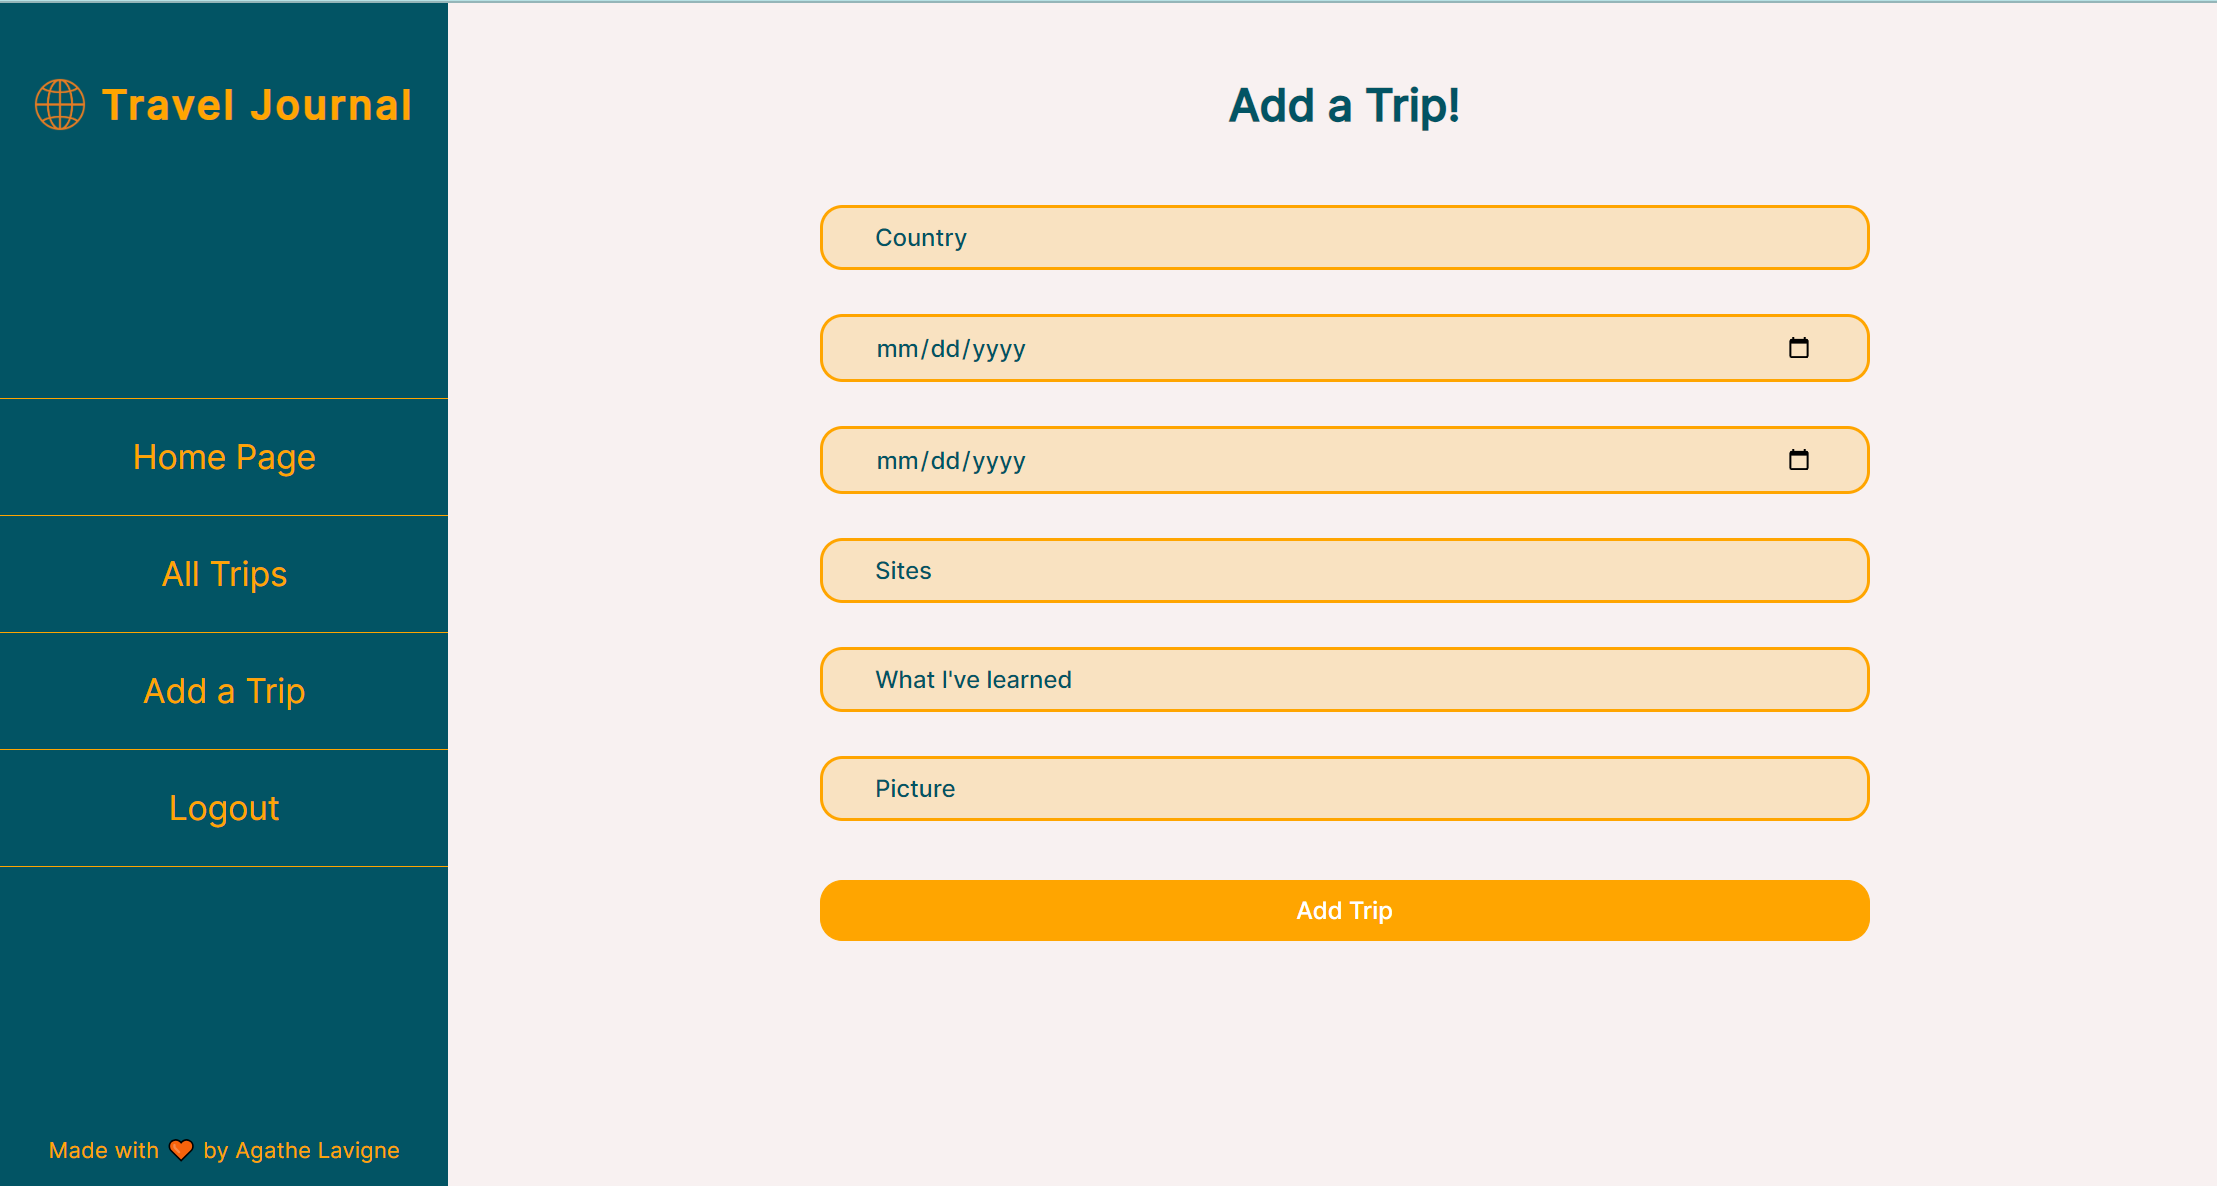 Travel Journal
Home Page
All Trips
Add a Trip
Logout
Made with 🧡 by Agathe Lavigne
Add a Trip!
Country
mm/dd/yyyy
mm/dd/yyyy
Sites
What I've learned
Picture
Add Trip